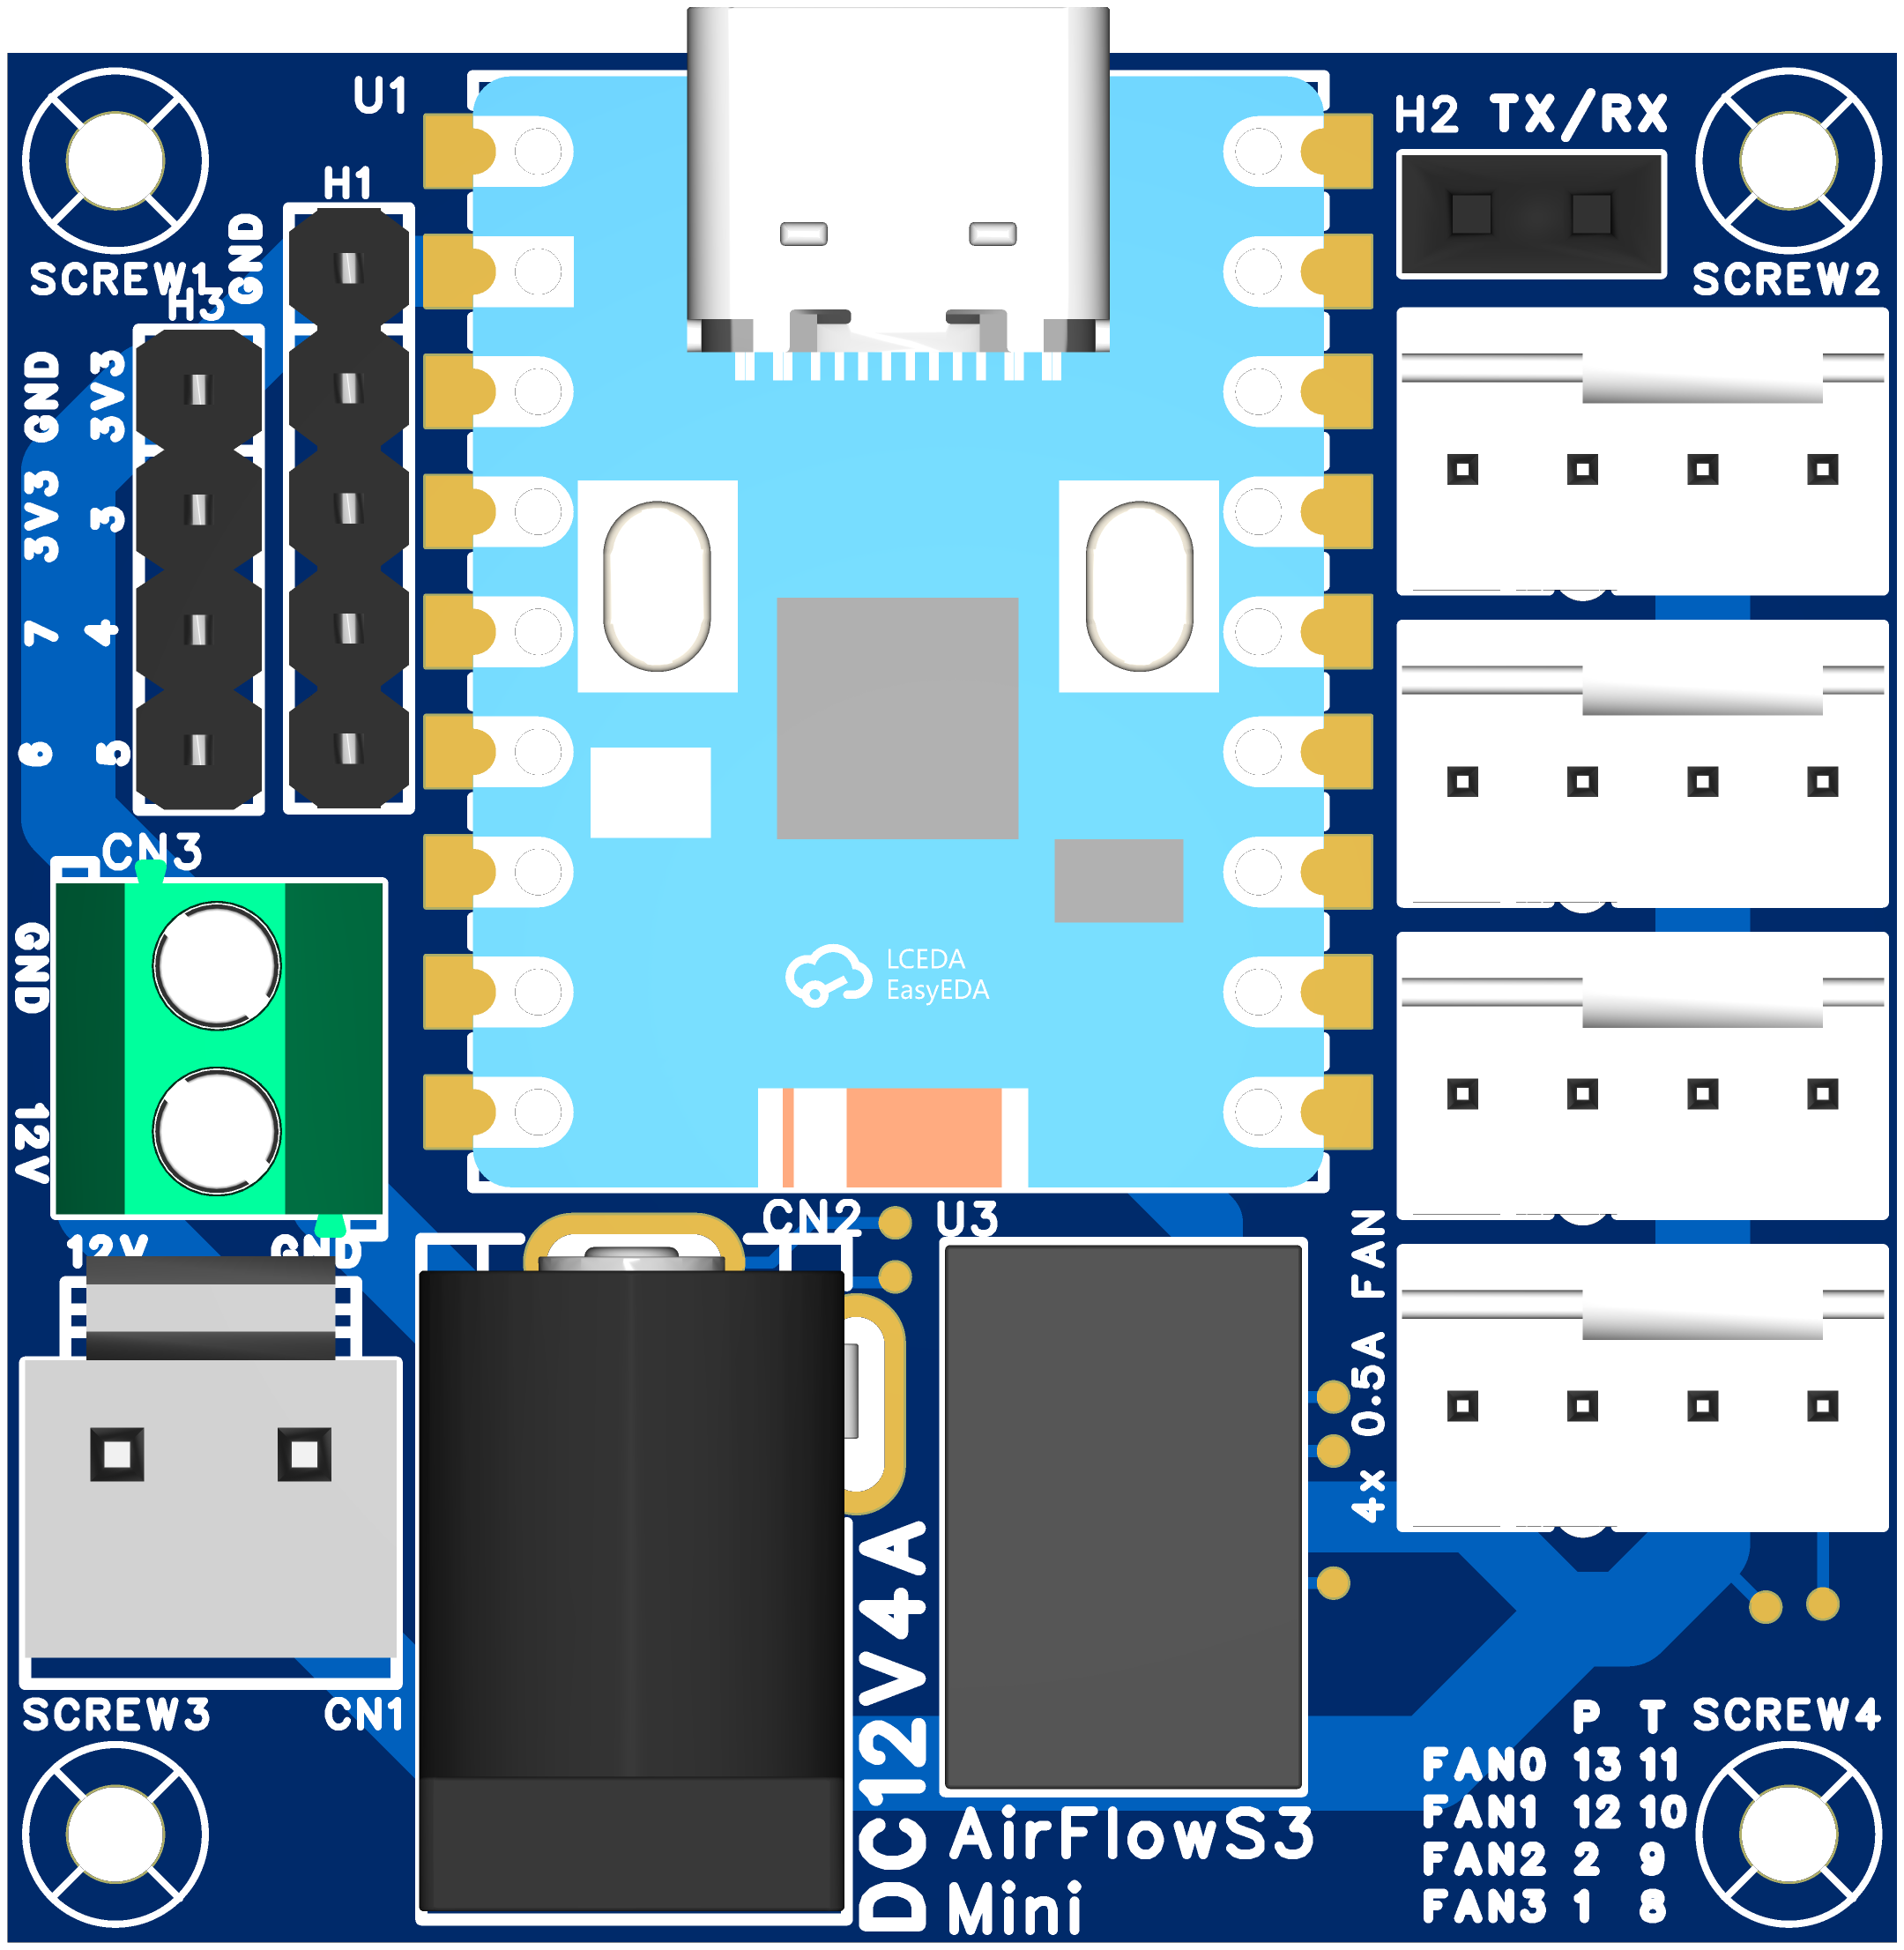 U1
H2 TX/RX
H1
GND
SCREW1
SCREW2
H3
GND
3V3
3V3
3
7
4
6
5
CN3
GND
12V
LCEDA
EasyEDA
CN2
U3
12V
GND
4x 0.5A FAN
DC12V4A
SCREW3
CN1
P T
SCREW4
FAN0 13 11
FAN1 12 10
FAN2 2 9
FAN3 1 8
AirFlowS3
Mini